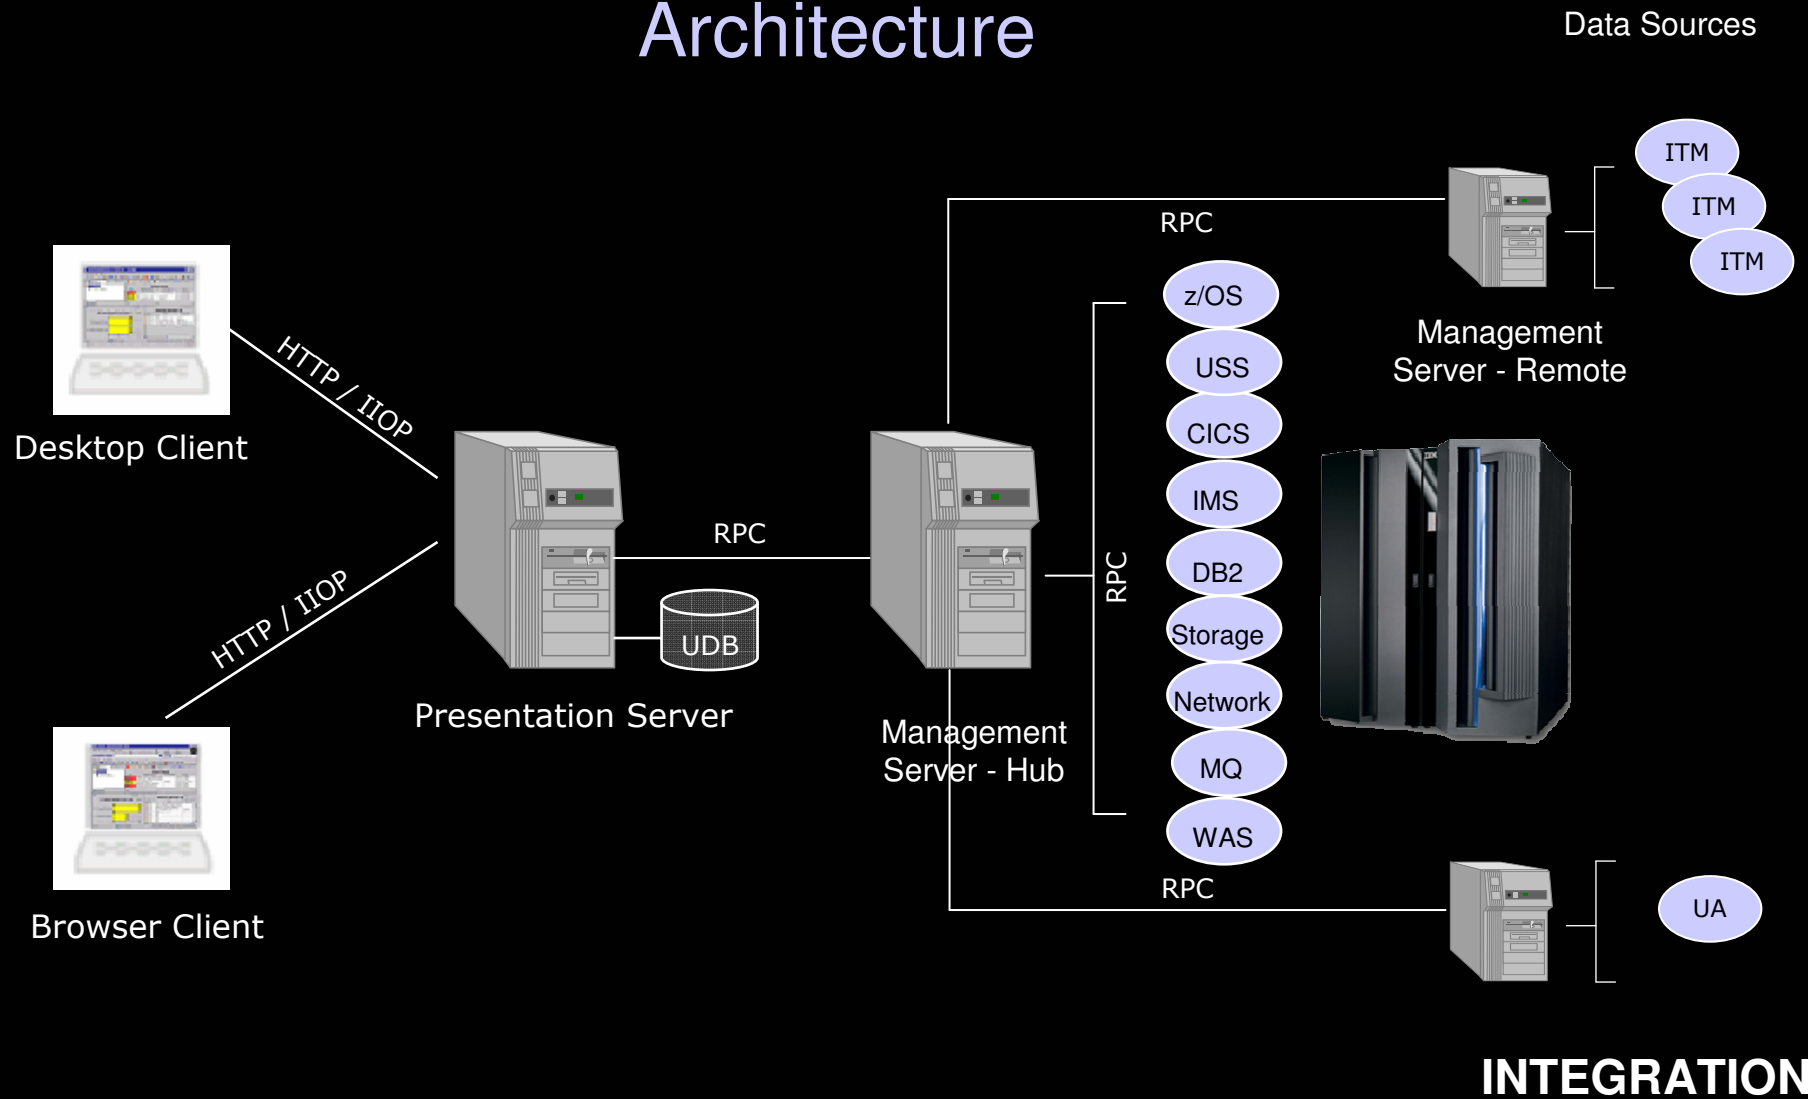 Architecture
Data Sources
ITM
ITM
ITM
RPC
z/OS
Management
Server - Remote
USS
HTTP / IIOP
CICS
Desktop Client
IMS
RPC
RPC
DB2
UDB
Storage
HTTP / IIOP
Network
Presentation Server
Management
Server - Hub
MQ
WAS
RPC
UA
Browser Client
INTEGRATION